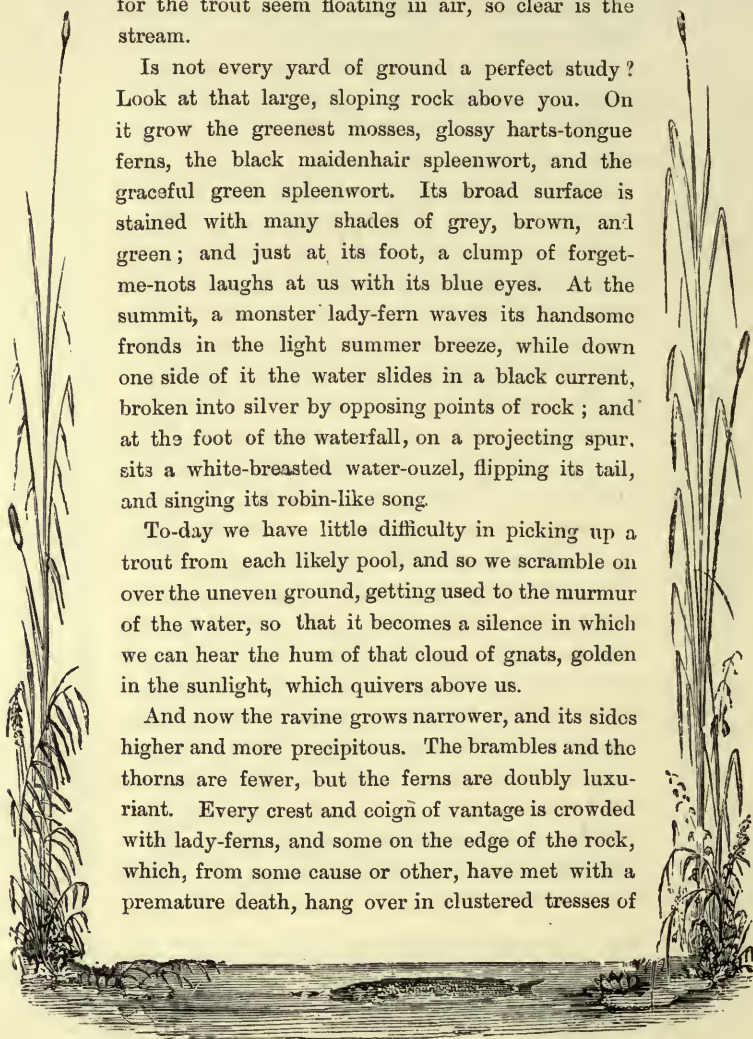 for the trout seem floating in air, so clear is the
stream.
Is not every yard of ground a perfect study?
Look at that large, sloping rock above you. On
it grow the greenest mosses, glossy harts-tongue
ferns, the black maidenhair spleenwort, and the
graceful green spleenwort. Its broad surface is
stained with many shades of grey, brown, and
green; and just at its foot, a clump of forget-
me-nots laughs at us with its blue eyes. At the
summit, a monster lady-fern waves its handsome
fronds in the light summer breeze, while down
one side of it the water slides in a black current,
broken into silver by opposing points of rock; and
at the foot of the waterfall, on a projecting spur,
sits a white-breasted water-ouzel, flipping its tail,
and singing its robin-like song.
To-day we have little difficulty in picking up a
trout from each likely pool, and so we scramble on
over the uneven ground, getting used to the murmur
of the water, so that it becomes a silence in which
we can hear the hum of that cloud of gnats, golden
in the sunlight, which quivers above us.
And now the ravine grows narrower, and its sides
higher and more precipitous. The brambles and the
thorns are fewer, but the ferns are doubly luxu-
riant. Every crest and coign of vantage is crowded
with lady-ferns, and some on the edge of the rock,
which, from some cause or other, have met with a
premature death, hang over in clustered tresses of